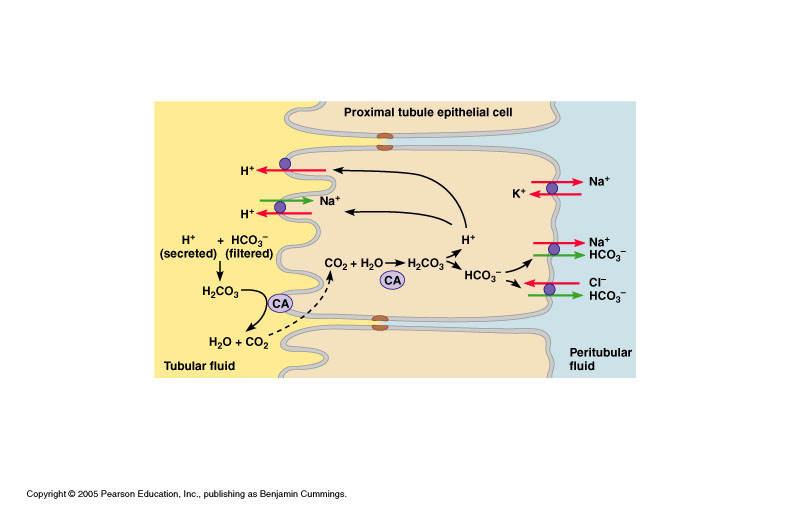 Proximal tubule epithelial cell
H⁺
Na⁺
H⁺
Na⁺
K⁺
H⁺ + HCO₃⁻
(secreted) (filtered)
H⁺
Na⁺
HCO₃⁻
CO₂ + H₂O H₂CO₃
HCO₃⁻
CA
Cl⁻
HCO₃⁻
H₂CO₃
CA
H₂O + CO₂
Tubular fluid
Peritubular
fluid
Copyright © 2005 Pearson Education, Inc., publishing as Benjamin Cummings.